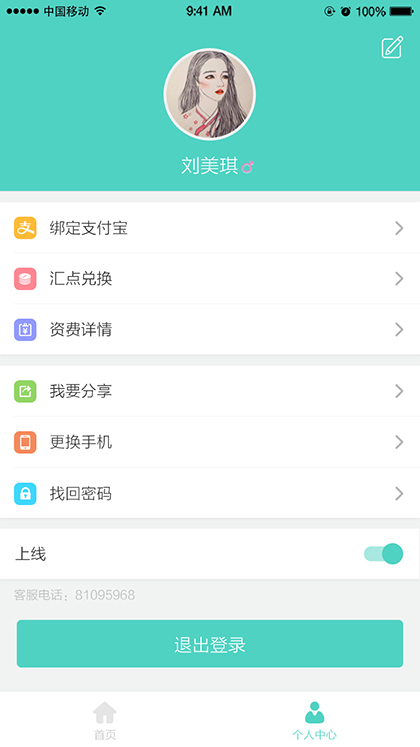 中国移动 9:41 AM 100%
刘美琪
支 绑定支付宝
汇点兑换
资费详情
我要分享
更换手机
找回密码
上线
客服电话：81095968
退出登录
首页 个人中心